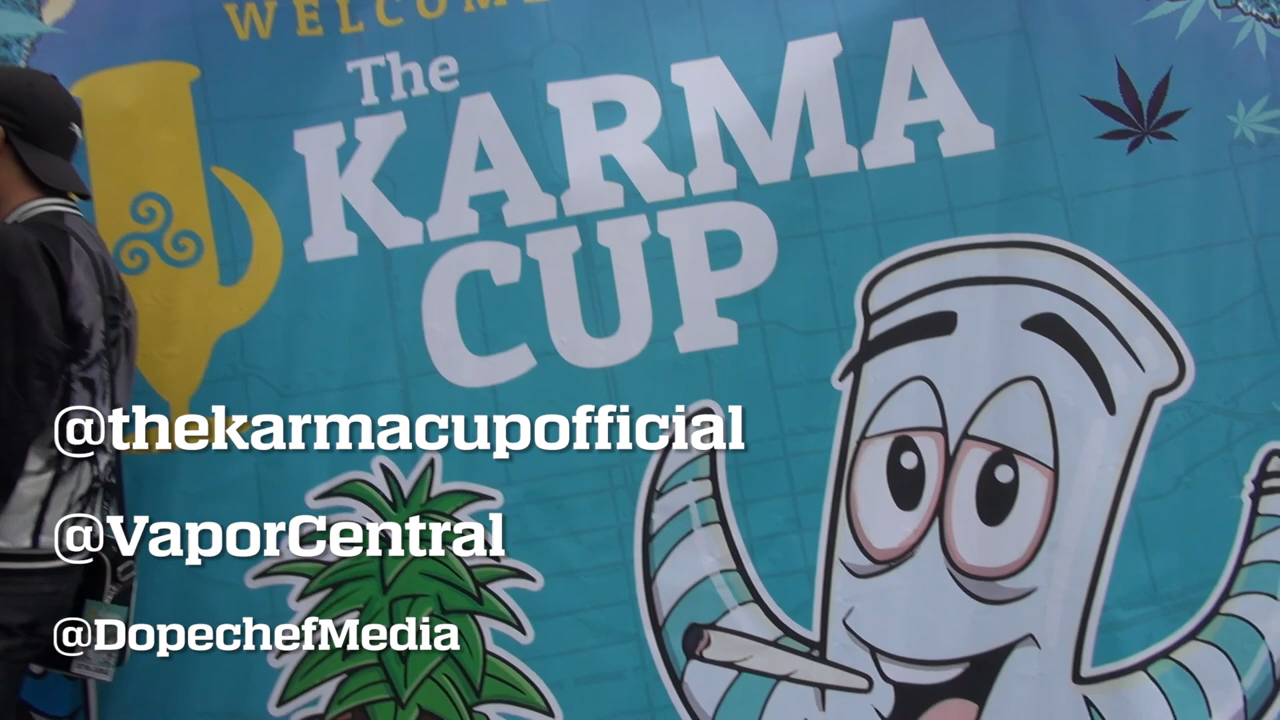 WELCOME
The
KARMA
CUP
@thekarmacupofficial
@VaporCentral
@DopechefMedia